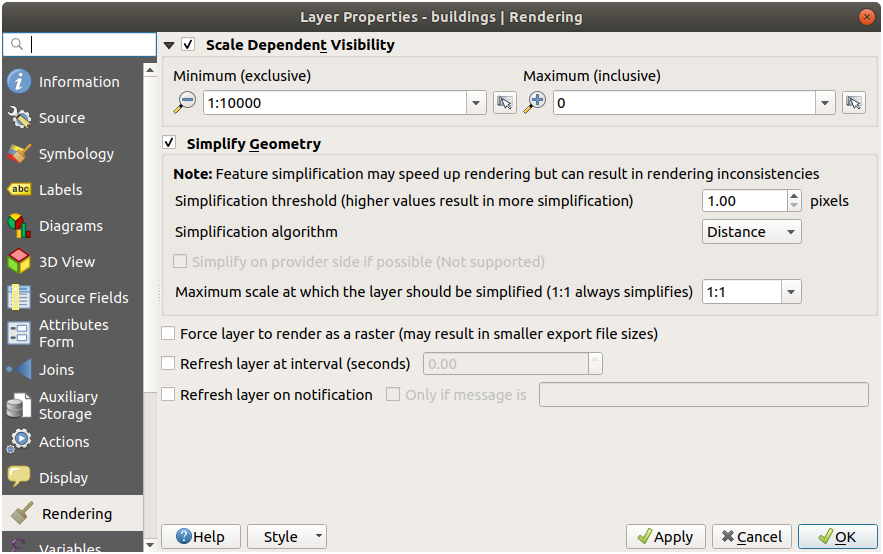 Layer Properties - buildings | Rendering
Information
Source
Symbology
Labels
Diagrams
3D View
Source Fields
Attributes
Form
Joins
Auxiliary
Storage
Actions
Display
Rendering
Variables
abc
Scale Dependent Visibility
Minimum (exclusive)
Maximum (inclusive)
1:10000
0
Simplify Geometry
Note: Feature simplification may speed up rendering but can result in rendering inconsistencies
Simplification threshold (higher values result in more simplification)
1.00
pixels
Simplification algorithm
Distance
Simplify on provider side if possible (Not supported)
Maximum scale at which the layer should be simplified (1:1 always simplifies)
1:1
Force layer to render as a raster (may result in smaller export file sizes)
Refresh layer at interval (seconds)
0.00
Refresh layer on notification
Only if message is
Help
Style
Apply
Cancel
OK